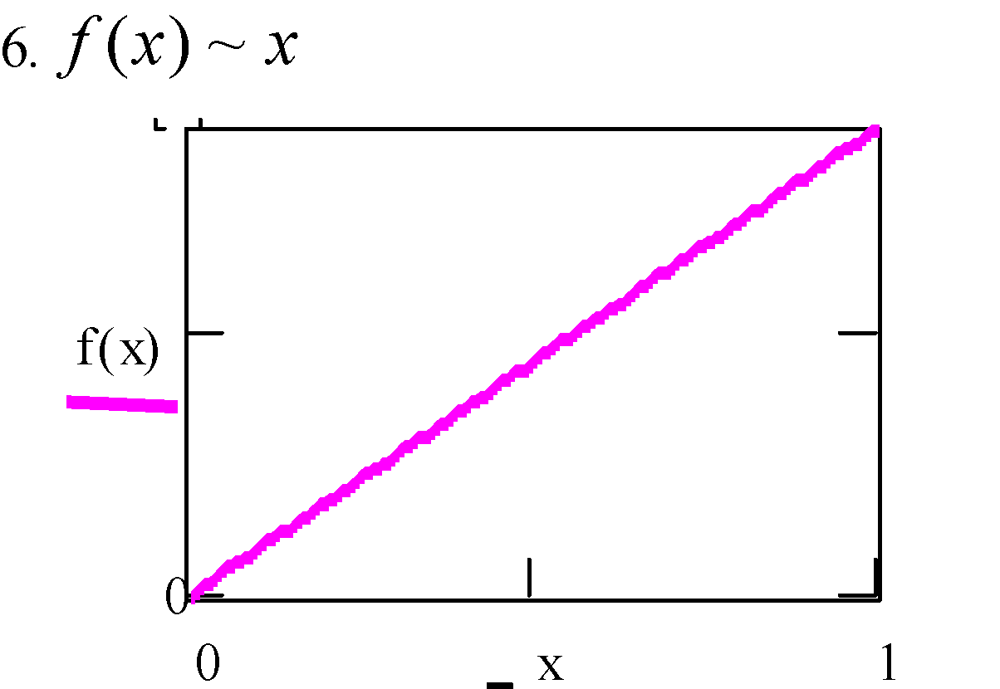 6. f(x) ~ x
f(x)
0
0 x 1